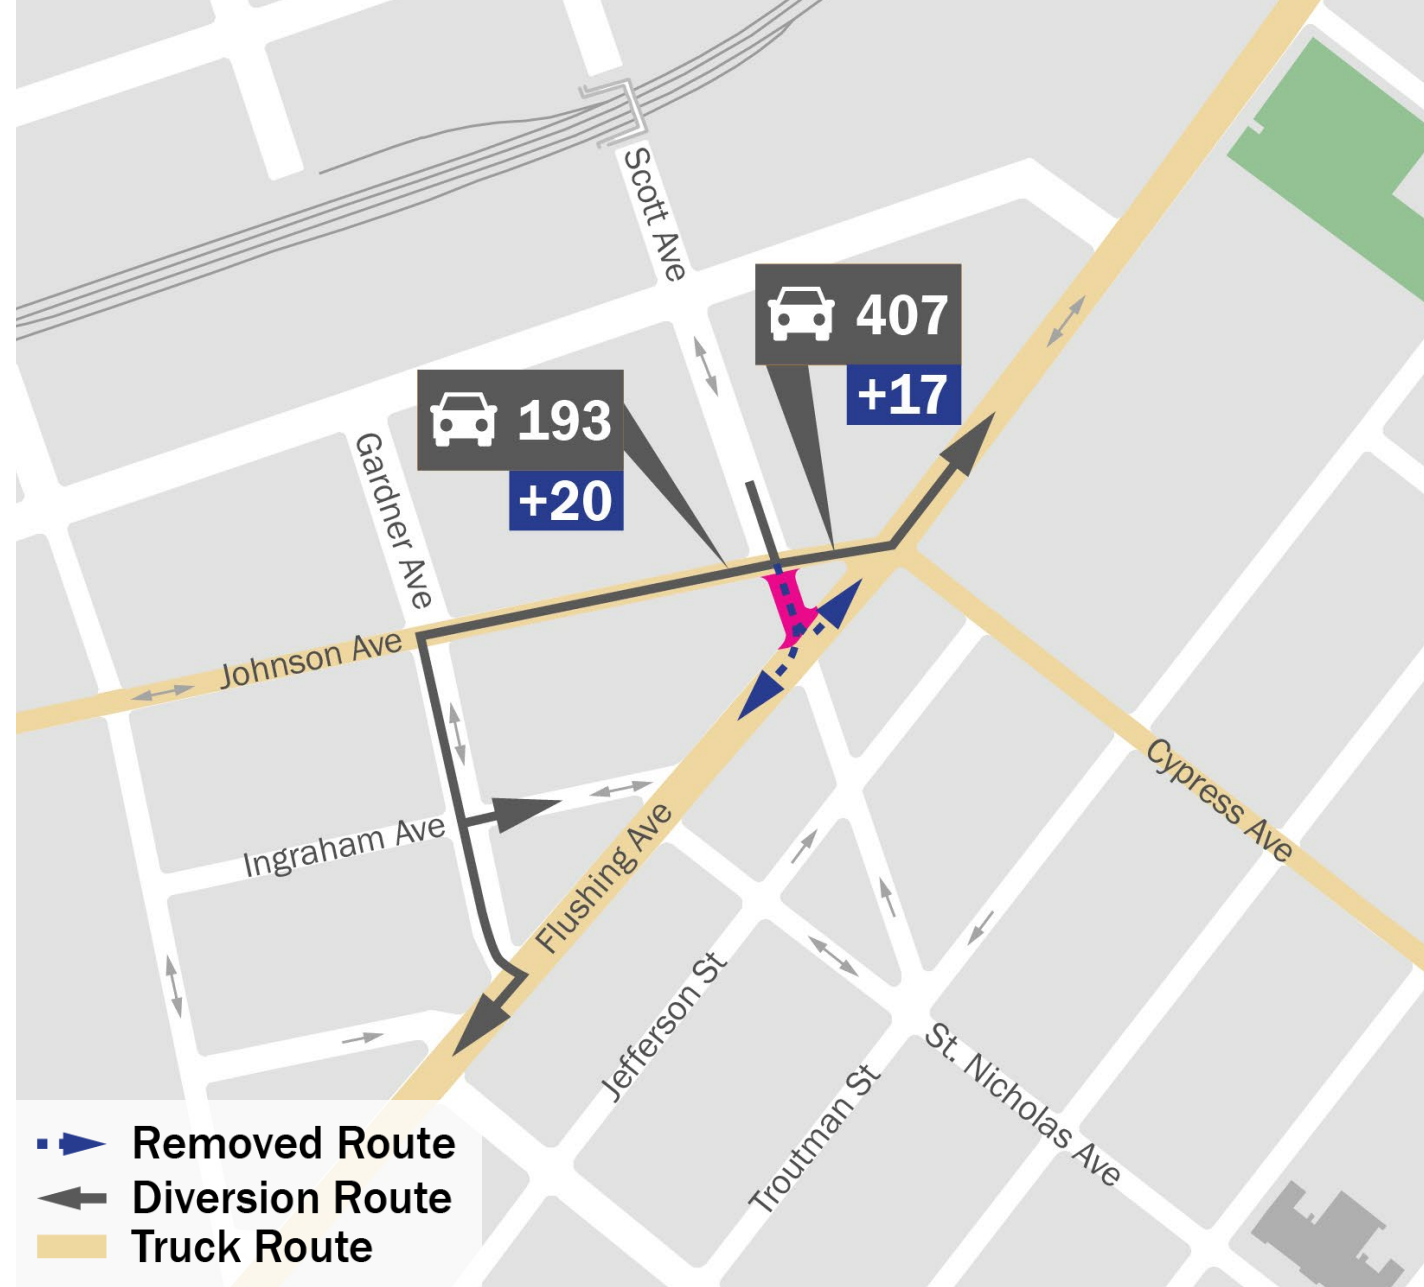 Scott Ave
407
+17
193
+20
Gardner Ave
Johnson Ave
Ingraham Ave
Flushing Ave
Cypress Ave
Jefferson St
Troutman St
St. Nicholas Ave
Removed Route
Diversion Route
Truck Route